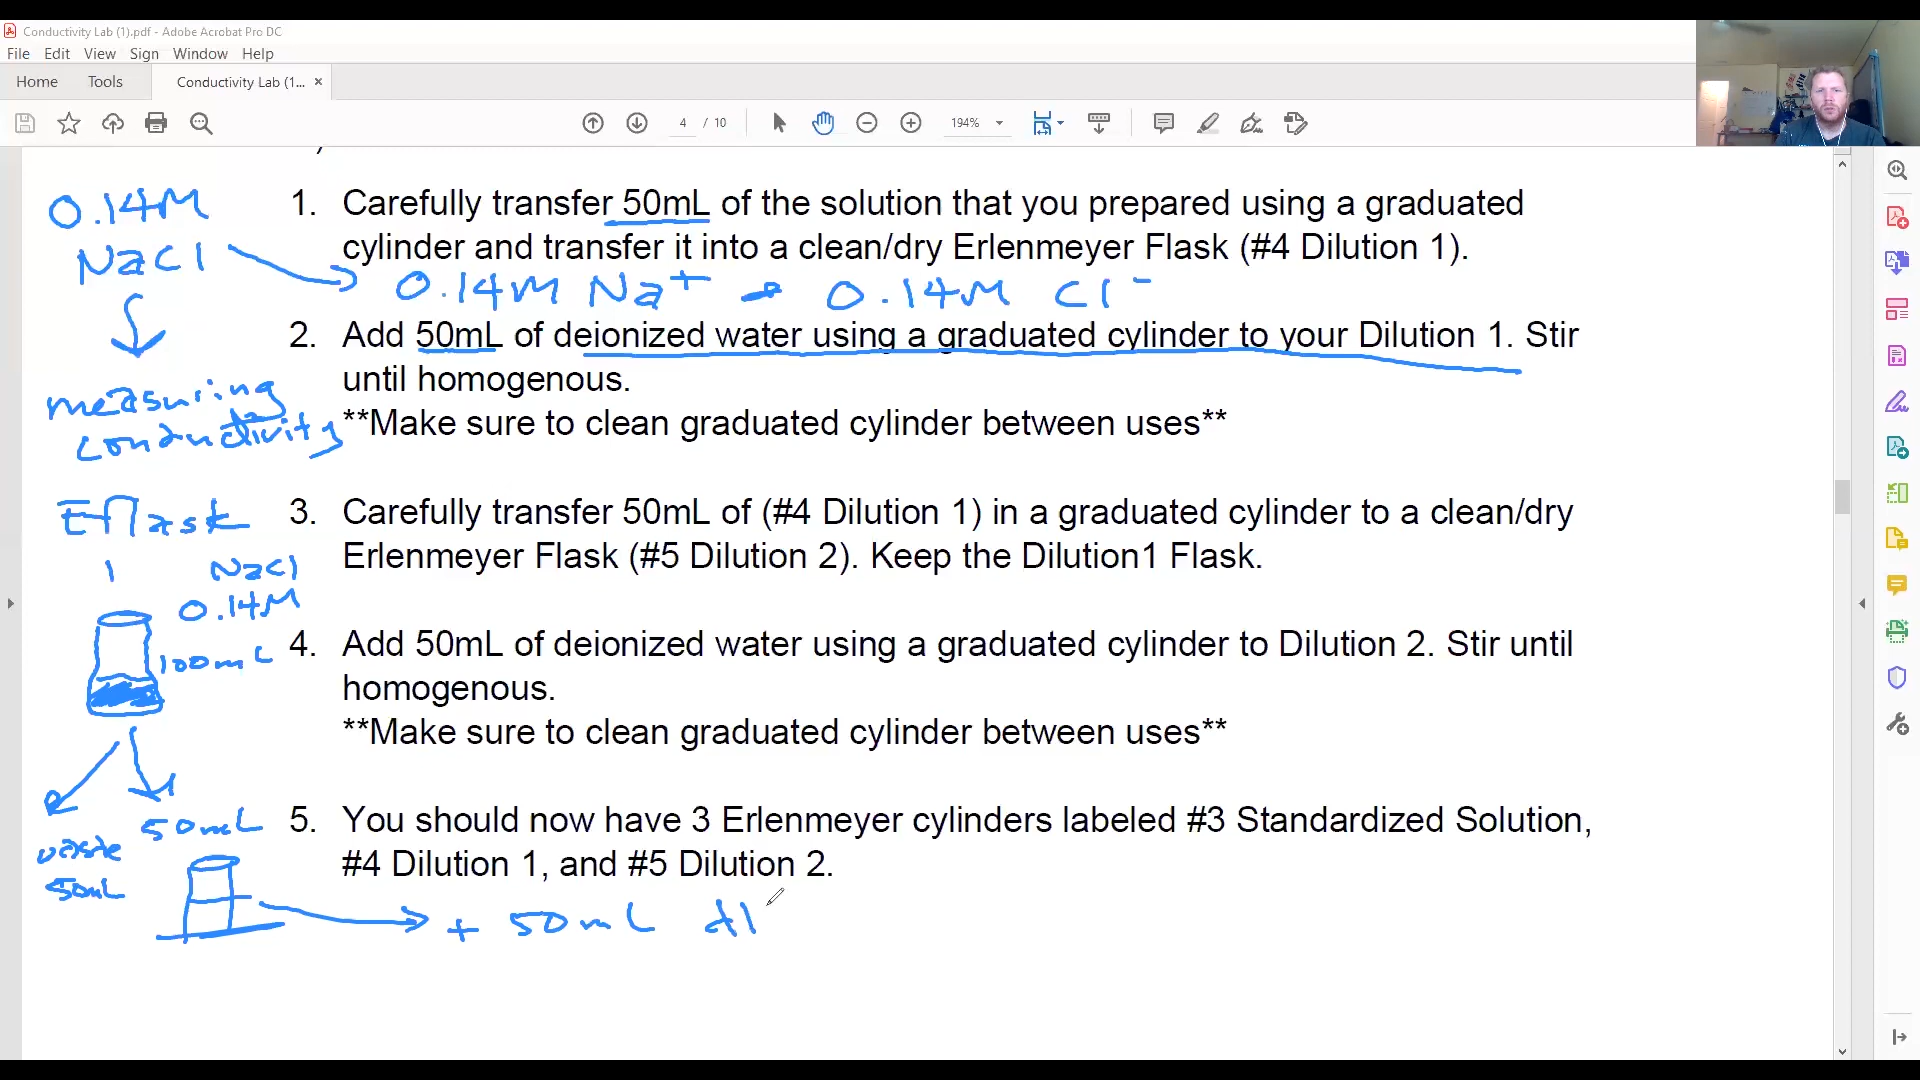 Conductivity Lab (1).pdf - Adobe Acrobat Pro DC
File Edit View Sign Window Help
Home Tools Conductivity Lab (1... ×
4 / 10 194%
0.14M
NaCl
1. Carefully transfer 50mL of the solution that you prepared using a graduated
cylinder and transfer it into a clean/dry Erlenmeyer Flask (#4 Dilution 1).
0.14M Na+ 0.14M Cl-
2. Add 50mL of deionized water using a graduated cylinder to your Dilution 1. Stir
until homogenous.
**Make sure to clean graduated cylinder between uses**
measuring
conductivity
Eflask
1
NaCl
0.14M
100mL
3. Carefully transfer 50mL of (#4 Dilution 1) in a graduated cylinder to a clean/dry
Erlenmeyer Flask (#5 Dilution 2). Keep the Dilution1 Flask.
4. Add 50mL of deionized water using a graduated cylinder to Dilution 2. Stir until
homogenous.
**Make sure to clean graduated cylinder between uses**
5. You should now have 3 Erlenmeyer cylinders labeled #3 Standardized Solution,
#4 Dilution 1, and #5 Dilution 2.
50mL
waste
50mL
+ 50mL dI